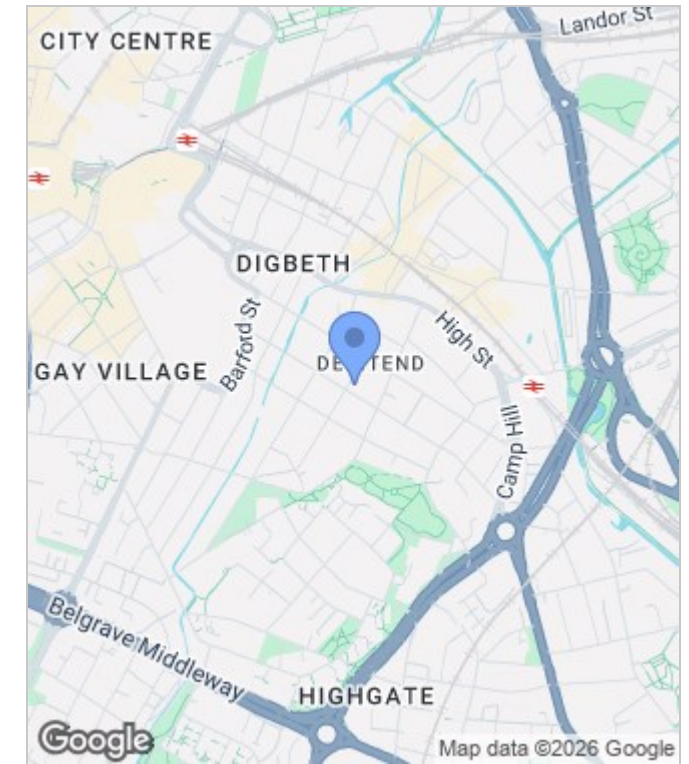 Landor St
CITY CENTRE
DIGBETH
Barford St
High St
GAY VILLAGE
Camp Hill
Belgrave Middleway
HIGHGATE
Google
Map data ©2026 Google